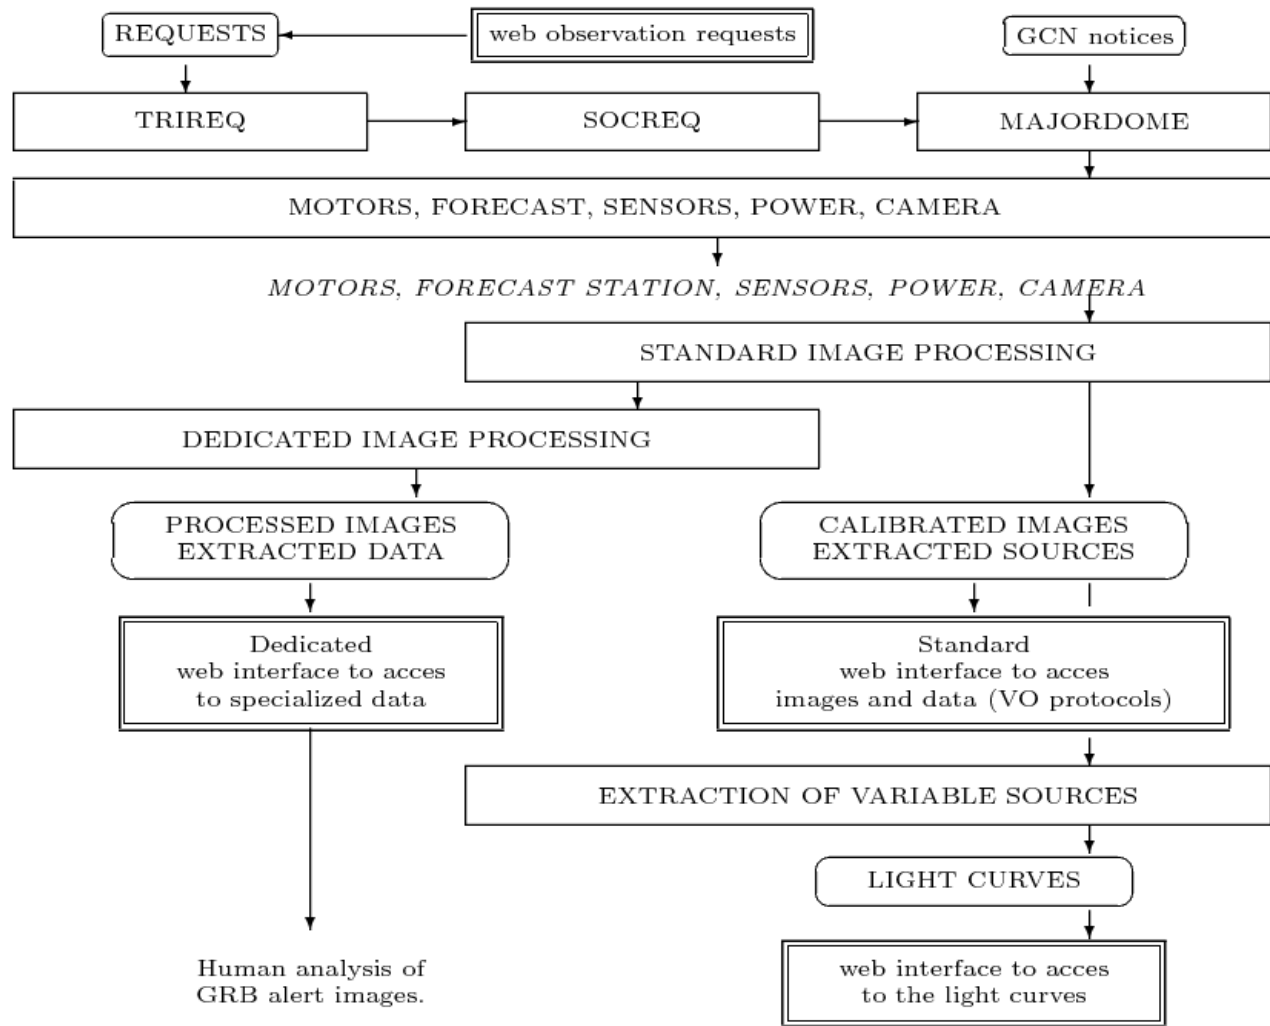 REQUESTS
web observation requests
GCN notices
TRIREQ
SOCREQ
MAJORDOME
MOTORS, FORECAST, SENSORS, POWER, CAMERA
MOTORS, FORECAST STATION, SENSORS, POWER, CAMERA
STANDARD IMAGE PROCESSING
DEDICATED IMAGE PROCESSING
PROCESSED IMAGES
EXTRACTED DATA
CALIBRATED IMAGES
EXTRACTED SOURCES
Dedicated
web interface to acces
to specialized data
Standard
web interface to acces
images and data (VO protocols)
EXTRACTION OF VARIABLE SOURCES
LIGHT CURVES
Human analysis of
GRB alert images.
web interface to acces
to the light curves